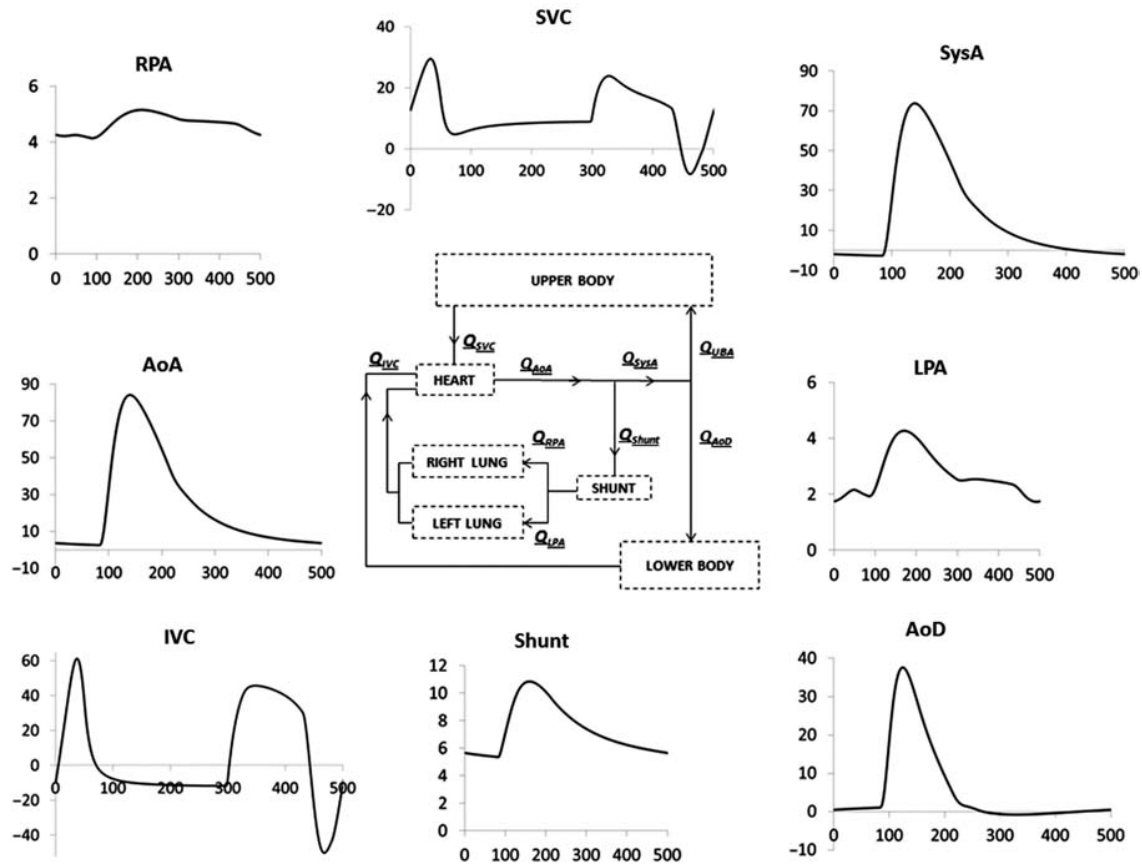 SVC
40
20
0
−20
0
100
200
300
400
500
RPA
6
4
2
0
0 100 200 300 400 500
SysA
90
70
50
30
10
−10
0 100 200 300 400 500
UPPER BODY
Q_SVC
Q_IVC
Q_AoA
Q_SysA
Q_UBA
HEART
Q_RPA
Q_Shunt
Q_AoD
RIGHT LUNG
SHUNT
LEFT LUNG
Q_LPA
LOWER BODY
AoA
90
70
50
30
10
−10
0 100 200 300 400 500
LPA
6
4
2
0
0 100 200 300 400 500
IVC
60
40
20
0
−20
−40
0 100 200 300 400 500
Shunt
12
10
8
6
4
2
0
0 100 200 300 400 500
AoD
40
30
20
10
0
−10
0 100 200 300 400 500